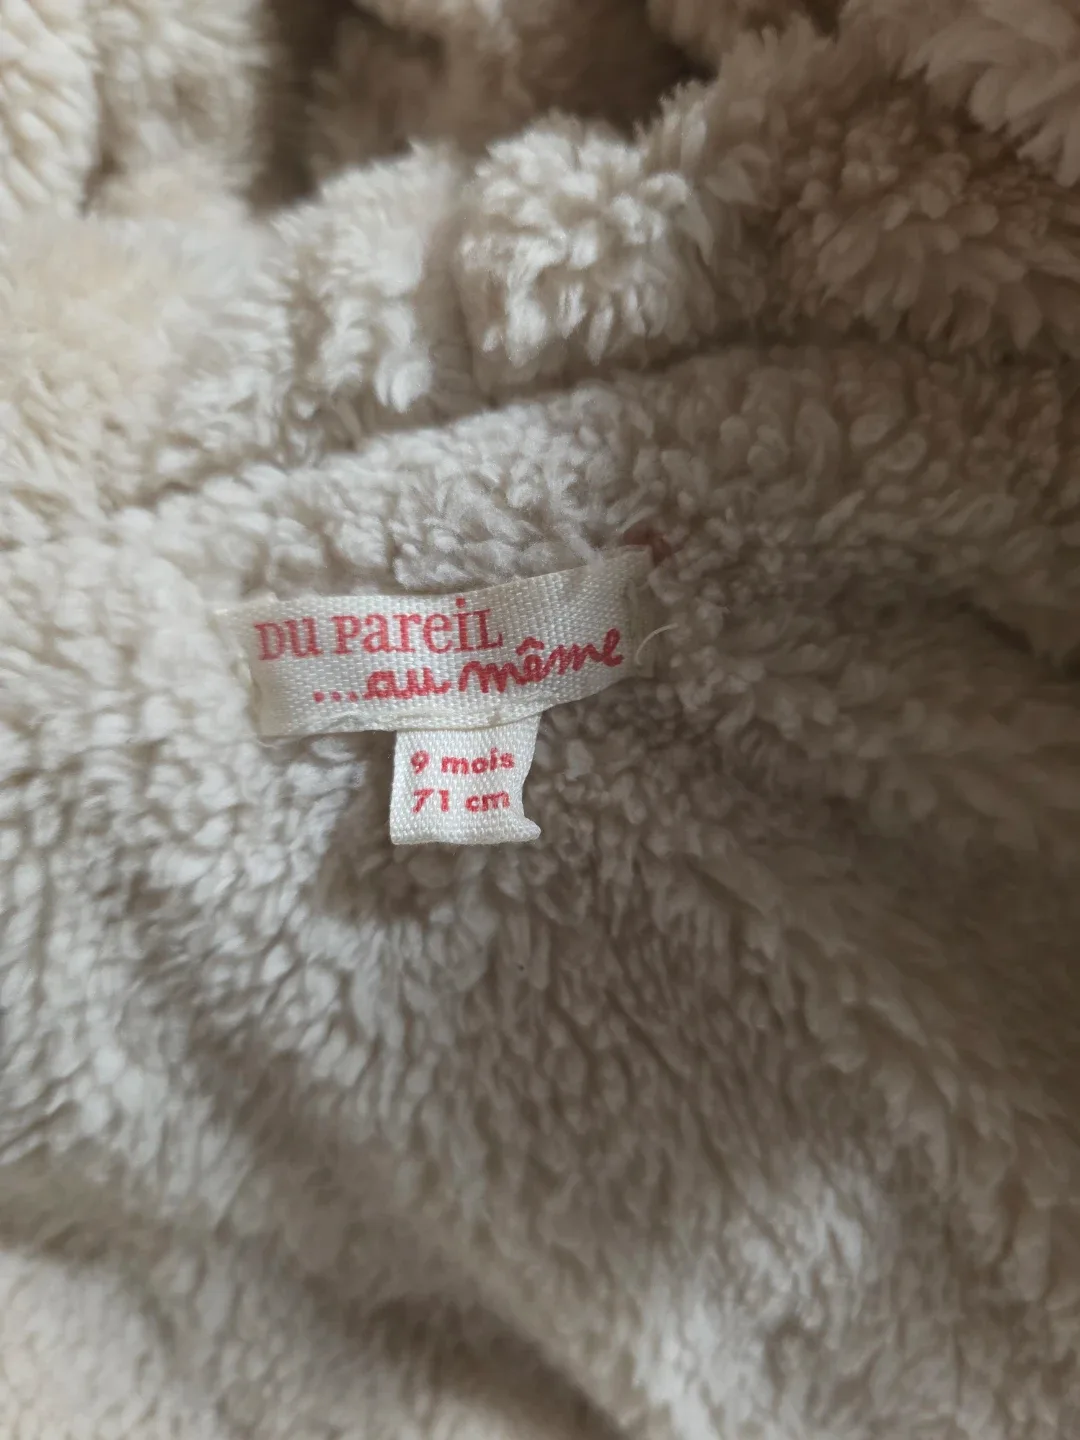 DU PareiL
...au même
9 mois
71 cm